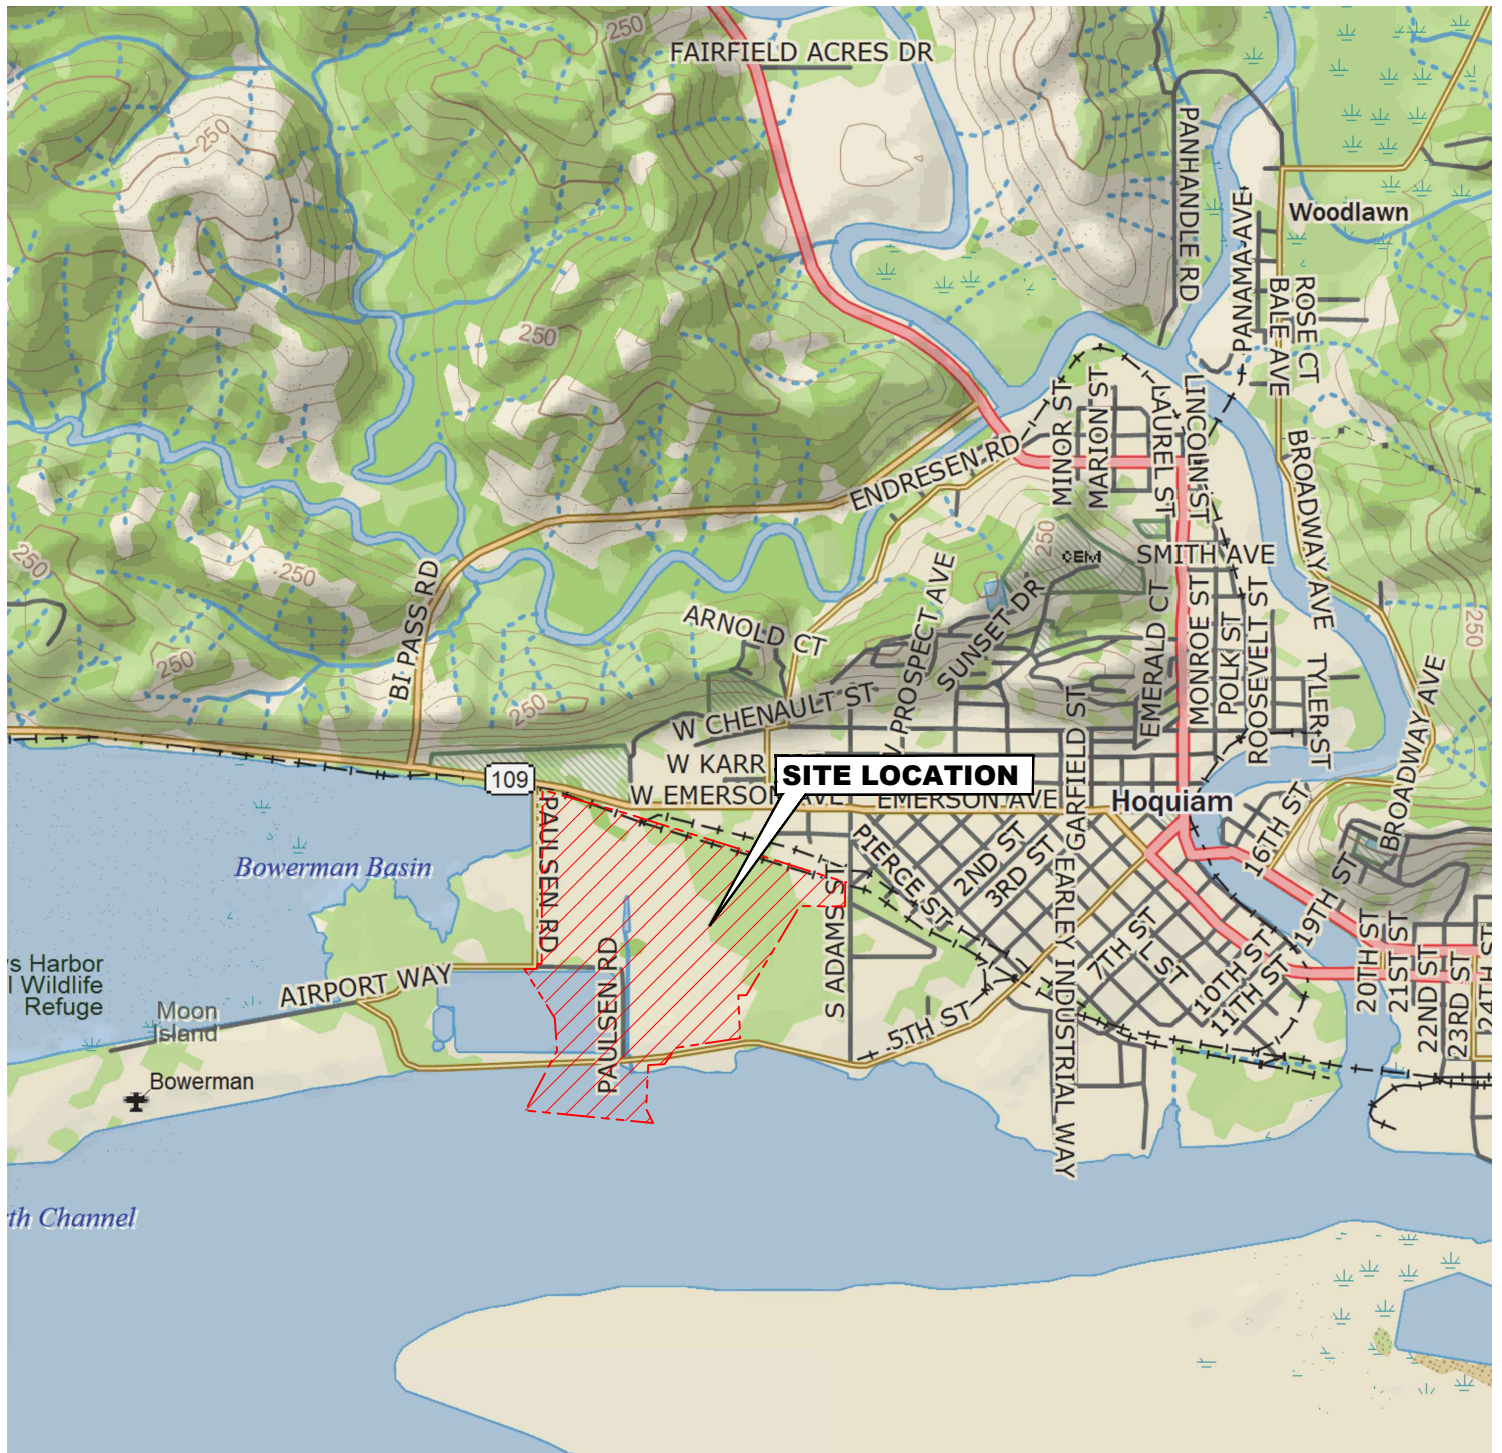 250
FAIRFIELD ACRES DR
250
PANHANDLE RD
PANAMA AVE
Woodlawn
ROSE CT
BALE AVE
250
MINOR ST
MARION ST
LAUREL ST
LINCOLN ST
BROADWAY AVE
ENDRESEN RD
250
CEM
SMITH AVE
250
250
BI PASS RD
ARNOLD CT
N PROSPECT AVE
SUNSET DR
EMERALD CT
MONROE ST
POLK ST
ROOSEVELT ST
TYLER ST
250
250
250
W CHENAULT ST
GARFIELD ST
BROADWAY AVE
W KARR
SITE LOCATION
109
W EMERSON AVE
EMERSON AVE
Hoquiam
PAULSEN RD
Bowerman Basin
PIERCE ST
2ND ST
3RD ST
16TH ST
19TH ST
S ADAMS ST
EARLEY INDUSTRIAL WAY
7TH ST
L ST
10TH ST
11TH ST
20TH ST
21ST ST
22ND ST
23RD ST
24TH ST
s Harbor
l Wildlife
Refuge
AIRPORT WAY
PAULSEN RD
Moon
Island
5TH ST
Bowerman
th Channel